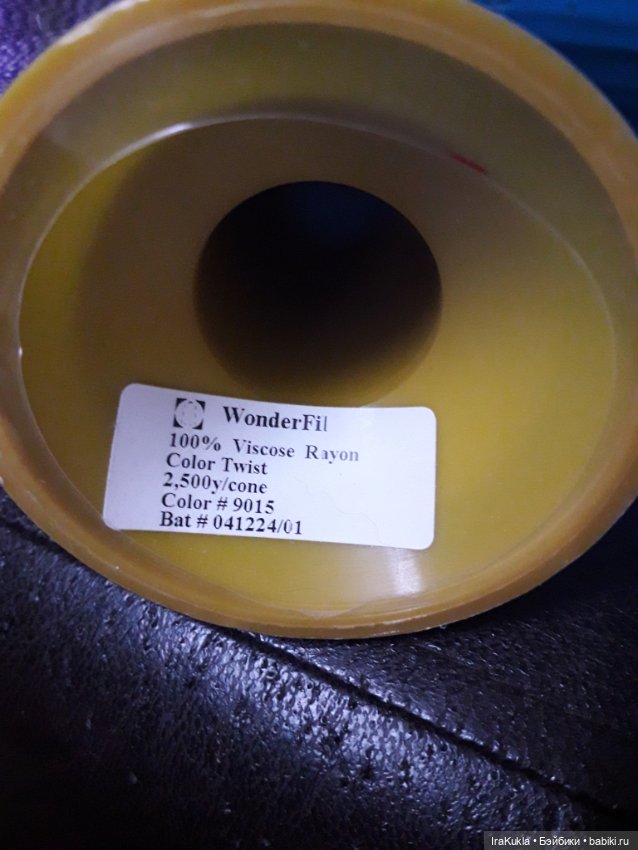 WonderFil
100% Viscose Rayon
Color Twist
2,500y/cone
Color # 9015
Bat # 041224/01
IraKukla • Бэйбики • babiki.ru